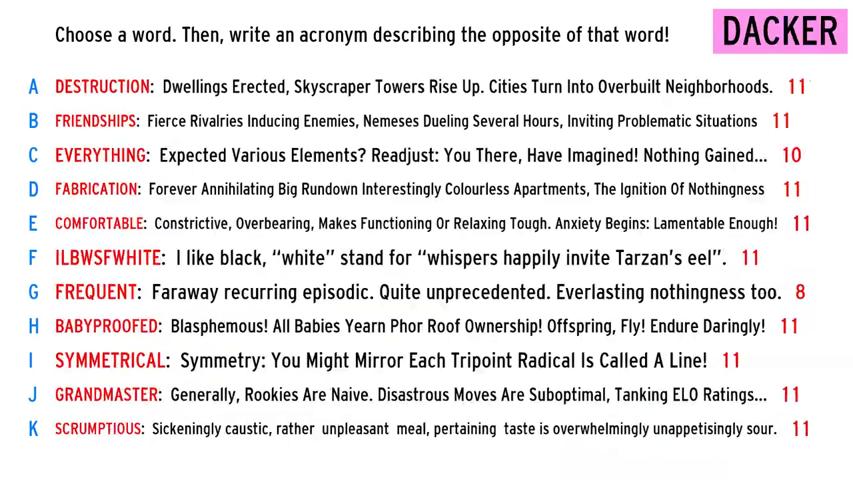 Choose a word. Then, write an acronym describing the opposite of that word!
DACKER
A DESTRUCTION: Dwellings Erected, Skyscraper Towers Rise Up. Cities Turn Into Overbuilt Neighborhoods. 11
B FRIENDSHIPS: Fierce Rivalries Inducing Enemies, Nemeses Dueling Several Hours, Inviting Problematic Situations 11
C EVERYTHING: Expected Various Elements? Readjust: You There, Have Imagined! Nothing Gained... 10
D FABRICATION: Forever Annihilating Big Rundown Interestingly Colourless Apartments, The Ignition Of Nothingness 11
E COMFORTABLE: Constrictive, Overbearing, Makes Functioning Or Relaxing Tough. Anxiety Begins: Lamentable Enough! 11
F ILBWSFWHITE: I like black, “white” stand for “whispers happily invite Tarzan’s eel”. 11
G FREQUENT: Faraway recurring episodic. Quite unprecedented. Everlasting nothingness too. 8
H BABYPROOFED: Blasphemous! All Babies Yearn Phor Roof Ownership! Offspring, Fly! Endure Daringly! 11
I SYMMETRICAL: Symmetry: You Might Mirror Each Tripoint Radical Is Called A Line! 11
J GRANDMASTER: Generally, Rookies Are Naive. Disastrous Moves Are Suboptimal, Tanking ELO Ratings... 11
K SCRUMPTIOUS: Sickeningly caustic, rather unpleasant meal, pertaining taste is overwhelmingly unappetisingly sour. 11